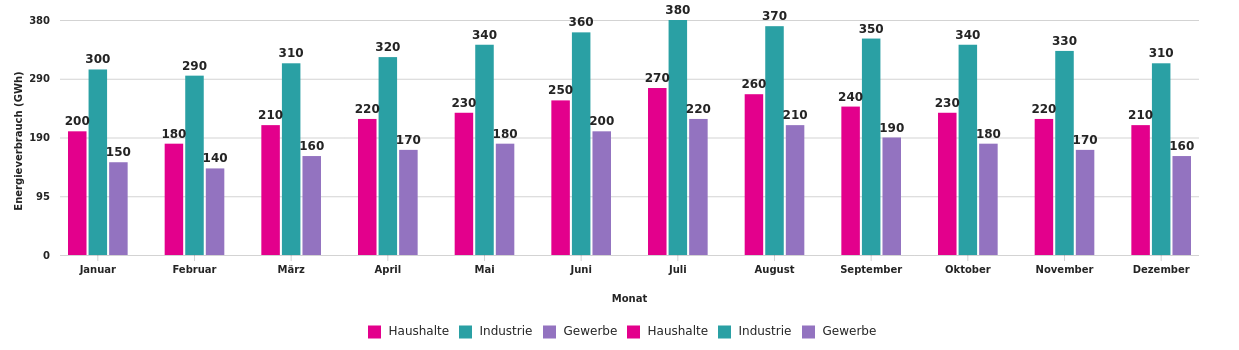 380
290
190
95
0
Energieverbrauch (GWh)
200 300 150
180 290 140
210 310 160
220 320 170
230 340 180
250 360 200
270 380 220
260 370 210
240 350 190
230 340 180
220 330 170
210 310 160
Januar Februar März April Mai Juni Juli August September Oktober November Dezember
Monat
Haushalte Industrie Gewerbe Haushalte Industrie Gewerbe